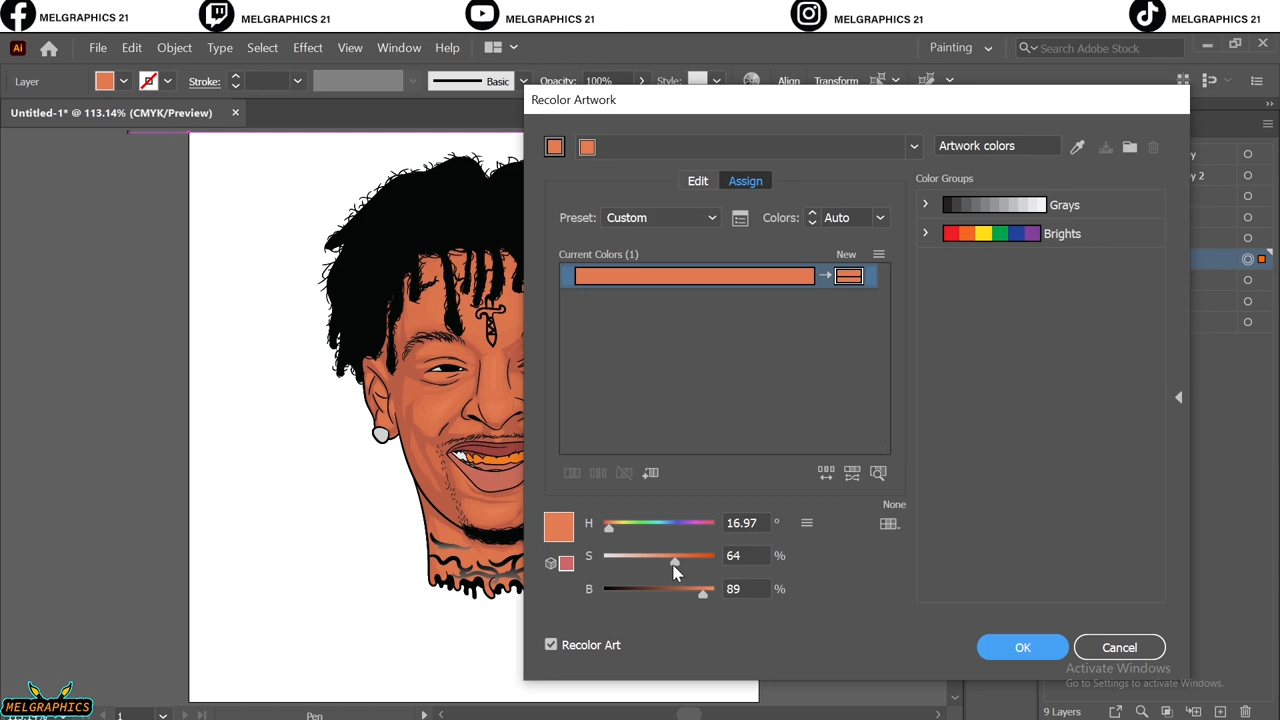 MELGRAPHICS 21 MELGRAPHICS 21 MELGRAPHICS 21 MELGRAPHICS 21 MELGRAPHICS 21
Ai File Edit Object Type Select Effect View Window Help Painting Search Adobe Stock
Layer Stroke: Basic Opacity: 100% Style: Align Transform
Untitled-1* @ 113.14% (CMYK/Preview)
Recolor Artwork
Artwork colors
Edit Assign
Color Groups
Preset: Custom Colors: Auto
Grays
Brights
Current Colors (1) New
None
H 16.97 °
S 64 %
B 89 %
Recolor Art
OK Cancel
Activate Windows
Go to Settings to activate Windows.
MELGRAPHICS
1 Pen 9 Layers